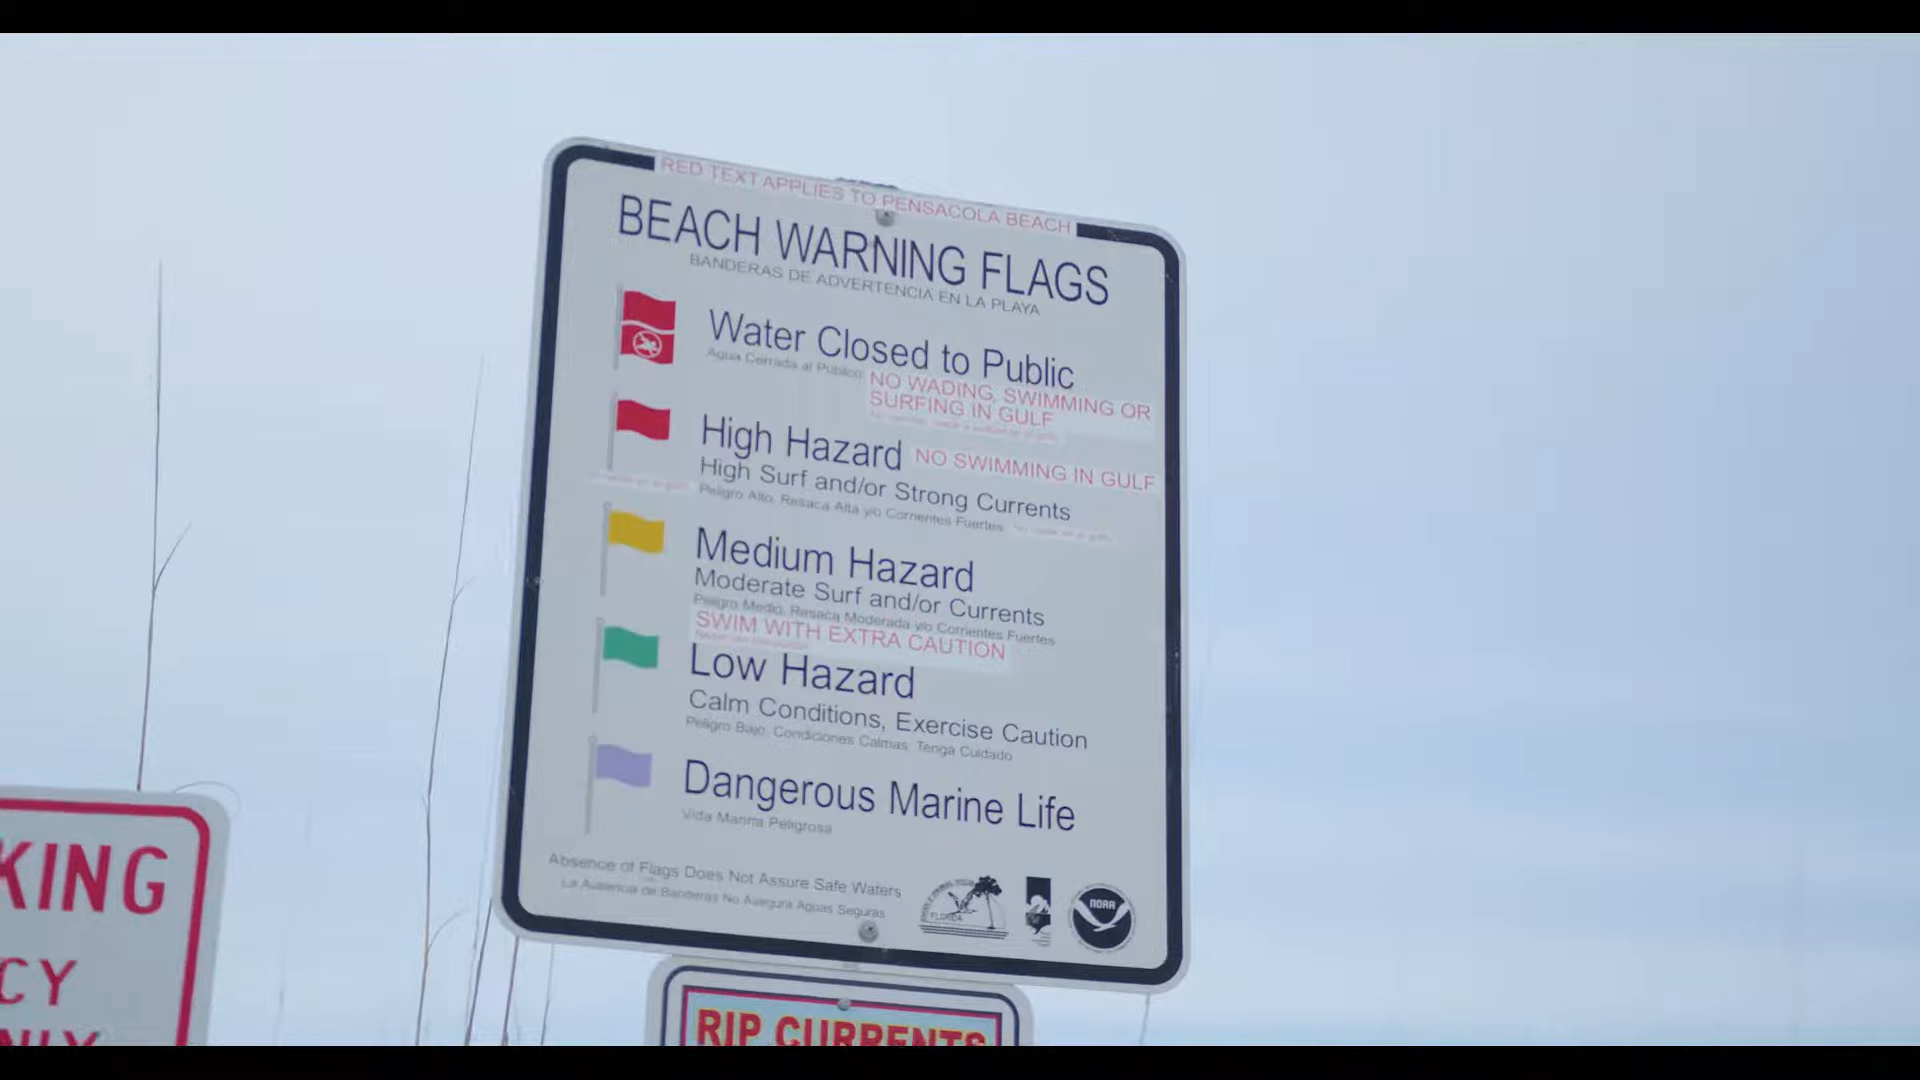 RED TEXT APPLIES TO PENSACOLA BEACH
BEACH WARNING FLAGS
BANDERAS DE ADVERTENCIA EN LA PLAYA
Water Closed to Public
Agua Cerrada al Publico
NO WADING, SWIMMING OR
SURFING IN GULF
High Hazard NO SWIMMING IN GULF
High Surf and/or Strong Currents
Peligro Alto, Resaca Alta y/o Corrientes Fuertes
Medium Hazard
Moderate Surf and/or Currents
Peligro Medio, Resaca Moderada y/o Corrientes Fuertes
SWIM WITH EXTRA CAUTION
Low Hazard
Calm Conditions, Exercise Caution
Peligro Bajo, Condiciones Calmas, Tenga Cuidado
Dangerous Marine Life
Vida Marina Peligrosa
Absence of Flags Does Not Assure Safe Waters
La Ausencia de Banderas No Asegura Aguas Seguras
FLORIDA
NOAA
KING
CY
NLY
RIP CURRENTS